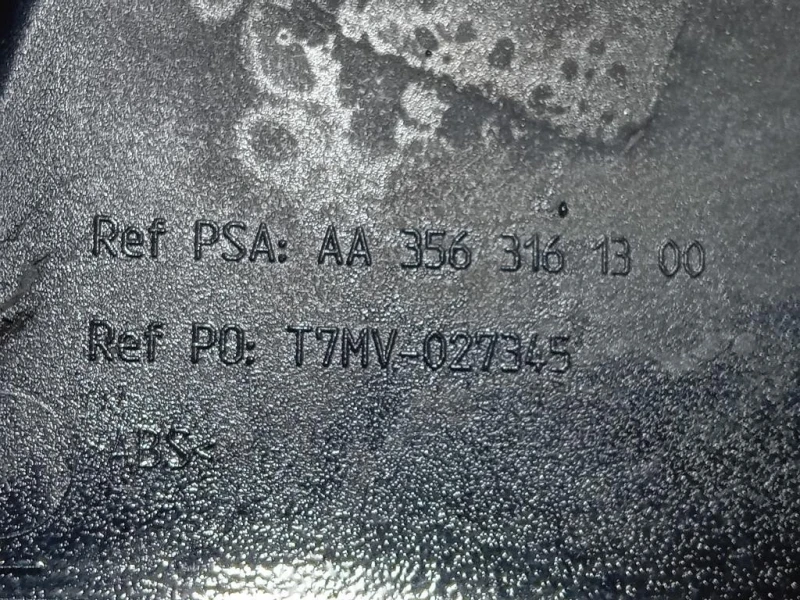 Ref PSA: AA 356 316 13 00
Ref PO: T7MV-027345
>ABS<